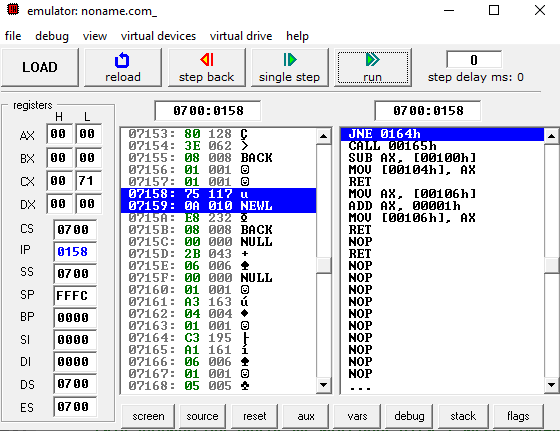 emulator: noname.com_
file debug view virtual devices virtual drive help
LOAD reload step back single step run 0 step delay ms: 0
registers 0700:0158 0700:0158
H L
AX 00 00
BX 00 00
CX 00 71
DX 00 00
CS 0700
IP 0158
SS 0700
SP FFFC
BP 0000
SI 0000
DI 0000
DS 0700
ES 0700
07153: 80 128 Ç
07154: 3E 062 >
07155: 08 008 BACK
07156: 01 001 ☺
07157: 01 001 ☺
07158: 75 117 u
07159: 0A 010 NEWL
0715A: E8 232
0715B: 08 008 BACK
0715C: 00 000 NULL
0715D: 2B 043 +
0715E: 06 006 ♠
0715F: 00 000 NULL
07160: 01 001 ☺
07161: A3 163 ú
07162: 04 004 ♦
07163: 01 001 ☺
07164: C3 195 ├
07165: A1 161 í
07166: 06 006 ♠
07167: 01 001 ☺
07168: 05 005 ♣
JNE 0164h
CALL 00165h
SUB AX, [00100h]
MOV [00104h], AX
RET
MOV AX, [00106h]
ADD AX, 00001h
MOV [00106h], AX
RET
NOP
RET
NOP
NOP
NOP
NOP
NOP
NOP
NOP
NOP
NOP
NOP
...
screen source reset aux vars debug stack flags